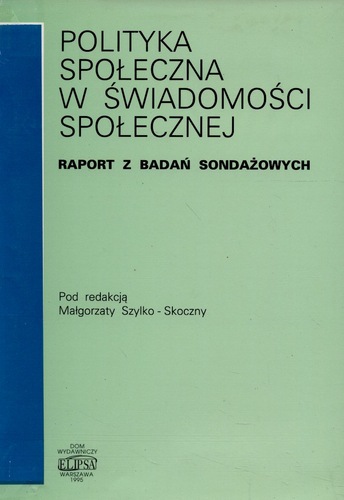 POLITYKA
SPOŁECZNA
W ŚWIADOMOŚCI
SPOŁECZNEJ
RAPORT Z BADAŃ SONDAŻOWYCH
Pod redakcją
Małgorzaty Szylko-Skoczny
DOM
WYDAWNICZY
ELIPSA
WARSZAWA
1995